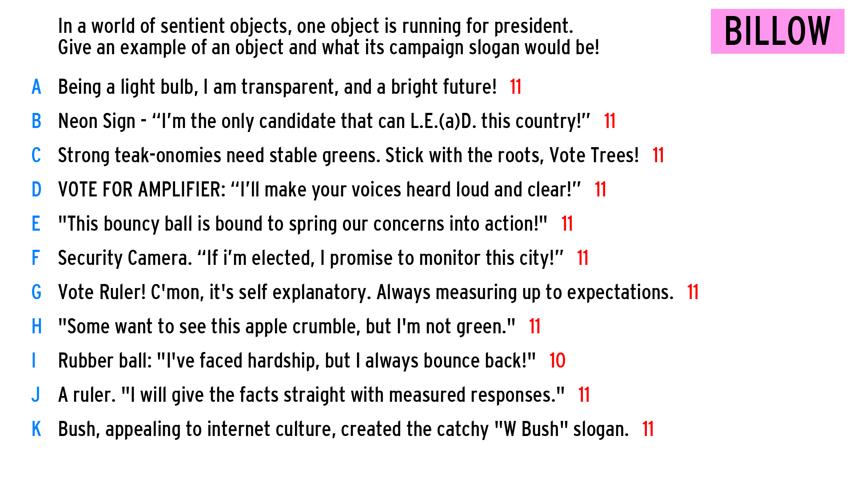 In a world of sentient objects, one object is running for president.
Give an example of an object and what its campaign slogan would be!
BILLOW
A Being a light bulb, I am transparent, and a bright future! 11
B Neon Sign - “I’m the only candidate that can L.E.(a)D. this country!” 11
C Strong teak-onomies need stable greens. Stick with the roots, Vote Trees! 11
D VOTE FOR AMPLIFIER: “I’ll make your voices heard loud and clear!” 11
E "This bouncy ball is bound to spring our concerns into action!" 11
F Security Camera. “If i’m elected, I promise to monitor this city!” 11
G Vote Ruler! C'mon, it's self explanatory. Always measuring up to expectations. 11
H "Some want to see this apple crumble, but I'm not green." 11
I Rubber ball: "I've faced hardship, but I always bounce back!" 10
J A ruler. "I will give the facts straight with measured responses." 11
K Bush, appealing to internet culture, created the catchy "W Bush" slogan. 11